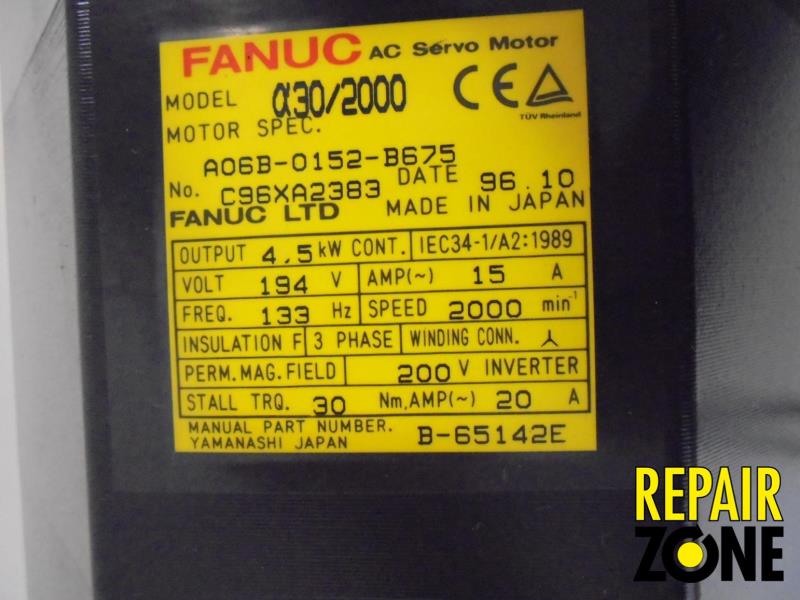 FANUC AC Servo Motor
MODEL α30/2000
CE
TÜV Rheinland
MOTOR SPEC.
A06B-0152-B675
No. C96XA2383 DATE 96.10
FANUC LTD MADE IN JAPAN
OUTPUT 4.5 kW CONT. IEC34-1/A2:1989
VOLT 194 V AMP(~) 15 A
FREQ. 133 Hz SPEED 2000 min⁻¹
INSULATION F 3 PHASE WINDING CONN.
PERM.MAG.FIELD 200 V INVERTER
STALL TRQ. 30 Nm,AMP(~) 20 A
MANUAL PART NUMBER. B-65142E
YAMANASHI JAPAN
REPAIR
ZONE